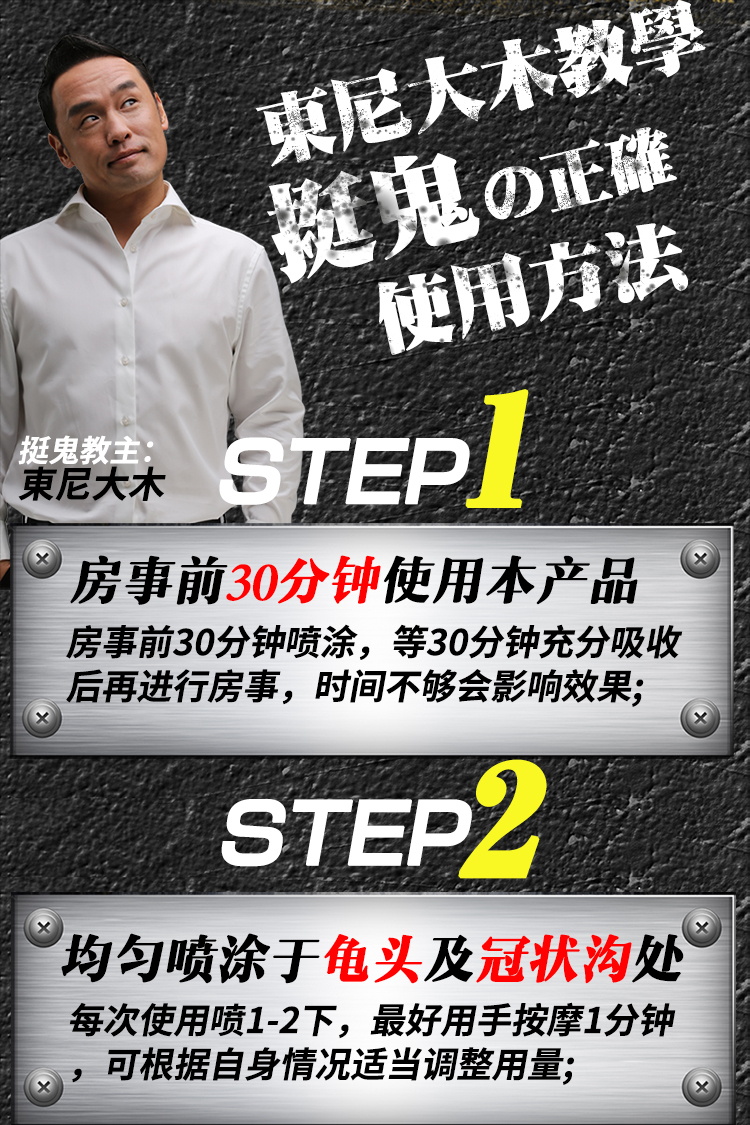 東尼大木教學
挺鬼の正確
使用方法
挺鬼教主：
東尼大木
STEP1
房事前30分钟使用本产品
房事前30分钟喷涂，等30分钟充分吸收
后再进行房事，时间不够会影响效果;
STEP2
均匀喷涂于龟头及冠状沟处
每次使用喷1-2下，最好用手按摩1分钟
，可根据自身情况适当调整用量;